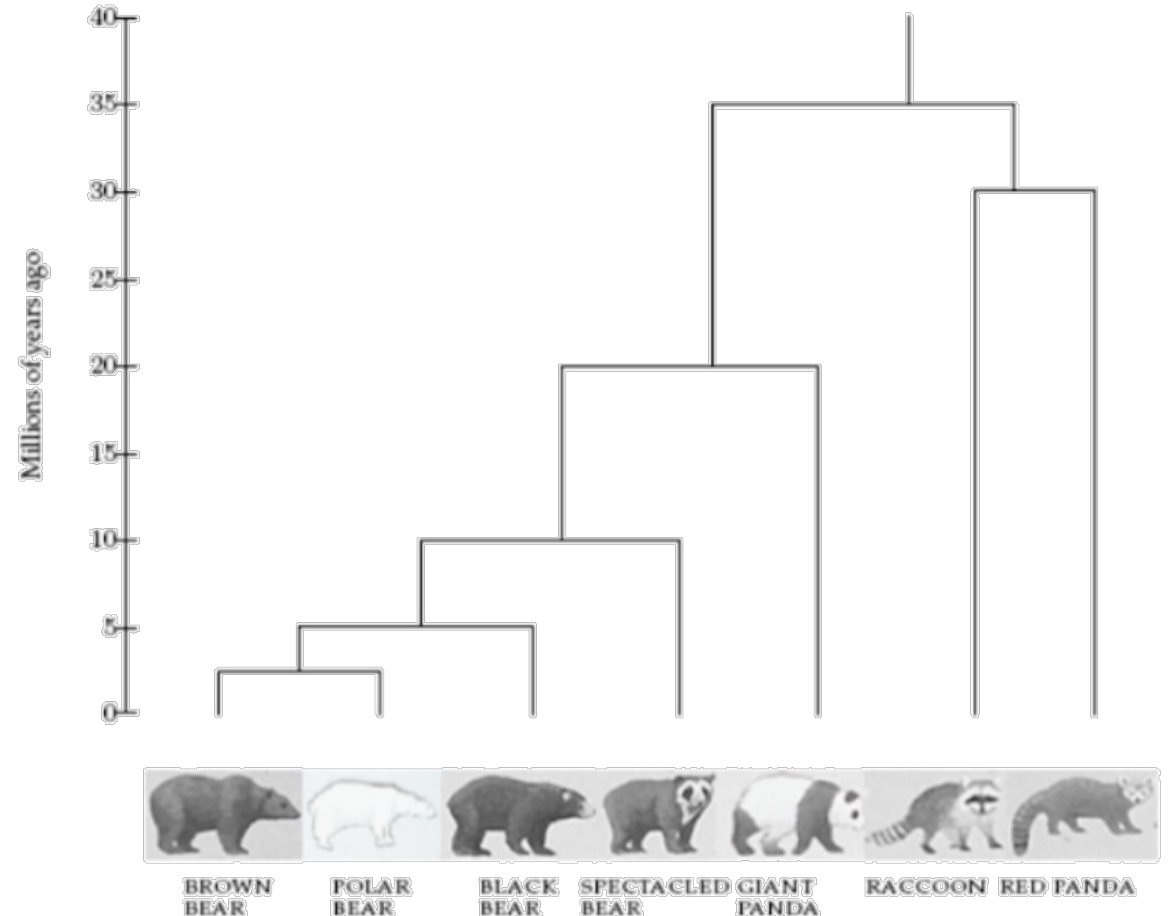 40
35
30
25
20
15
10
5
0
Millions of years ago
BROWN BEAR
POLAR BEAR
BLACK BEAR
SPECTACLED BEAR
GIANT PANDA
RACCOON
RED PANDA